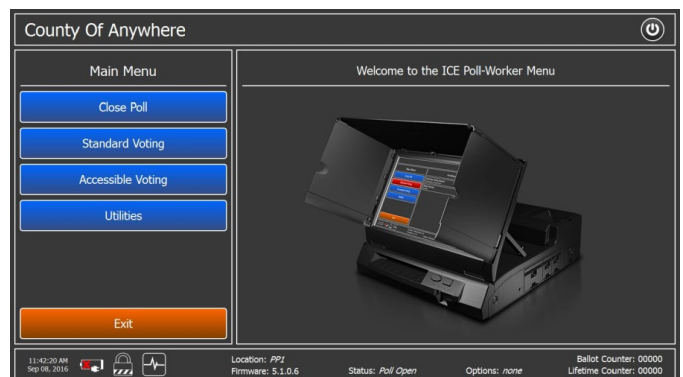 County Of Anywhere
Main Menu
Close Poll
Standard Voting
Accessible Voting
Utilities
Exit
Welcome to the ICE Poll-Worker Menu
11:42:20 AM
Sep 08, 2016
Location: PP1
Firmware: 5.1.0.6
Status: Poll Open
Options: none
Ballot Counter: 00000
Lifetime Counter: 00000